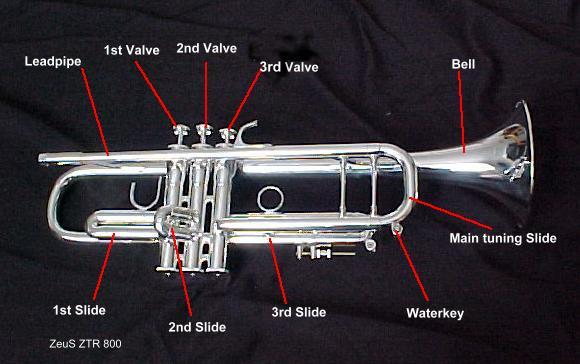 1st Valve
2nd Valve
3rd Valve
Leadpipe
Bell
Main tuning Slide
1st Slide
2nd Slide
3rd Slide
Waterkey
ZeuS ZTR 800